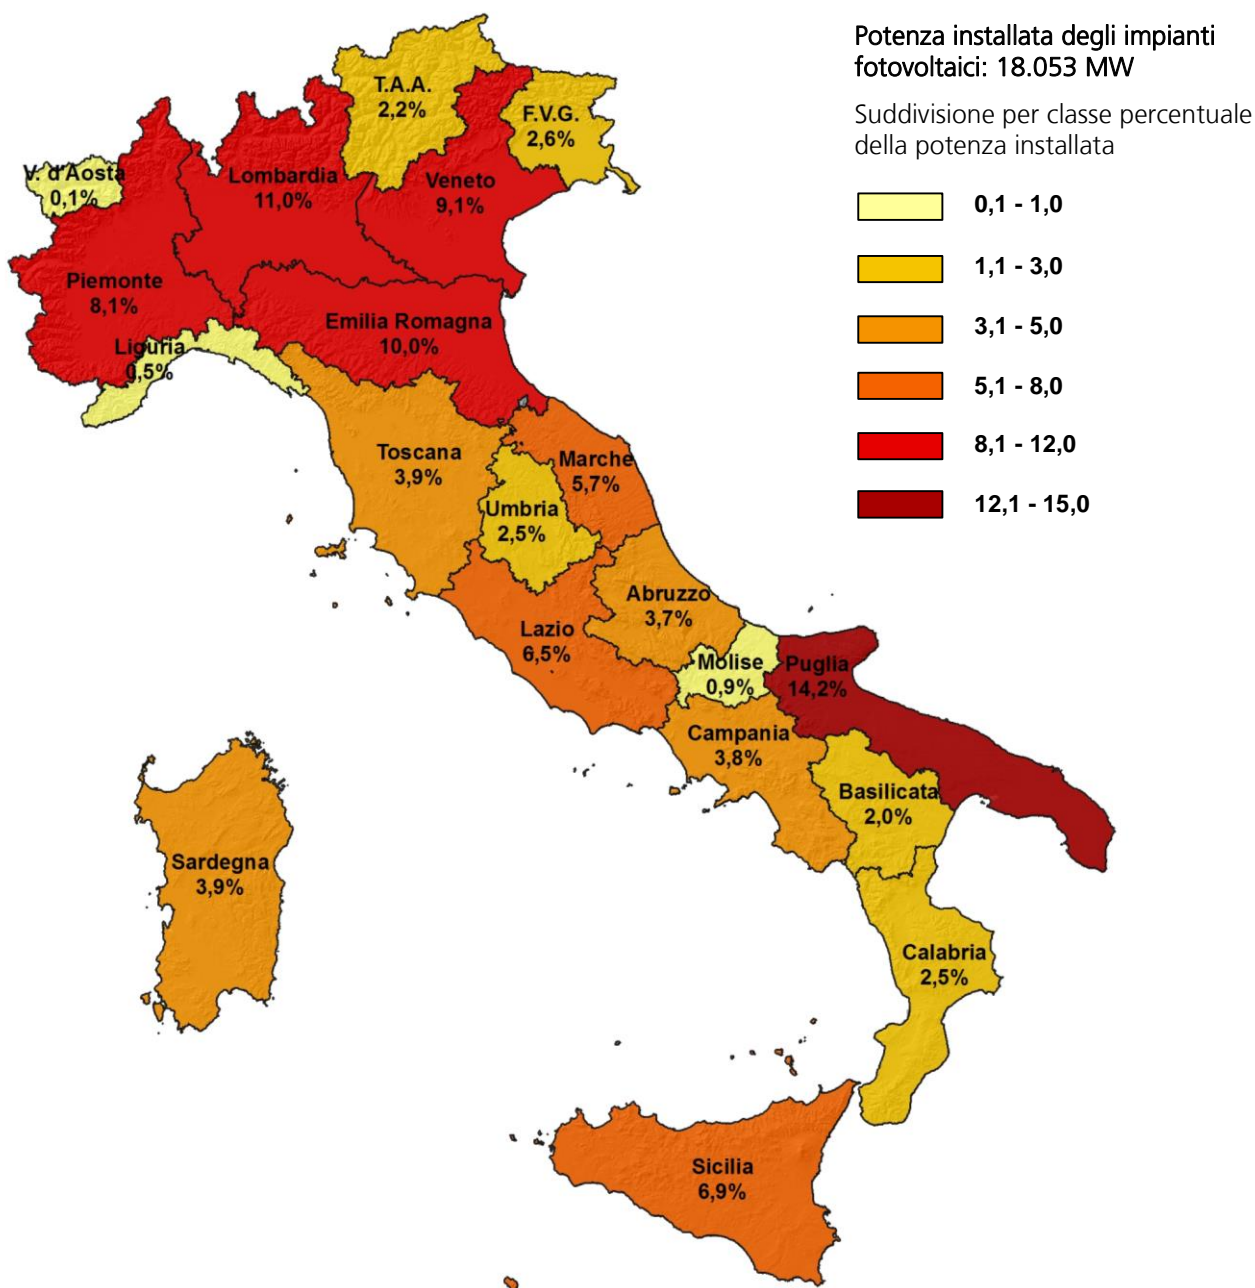 Potenza installata degli impianti
fotovoltaici: 18.053 MW
Suddivisione per classe percentuale
della potenza installata
0,1 - 1,0
1,1 - 3,0
3,1 - 5,0
5,1 - 8,0
8,1 - 12,0
12,1 - 15,0
T.A.A.
2,2%
F.V.G.
2,6%
V. d'Aosta
0,1%
Lombardia
11,0%
Veneto
9,1%
Piemonte
8,1%
Emilia Romagna
10,0%
Liguria
0,5%
Toscana
3,9%
Marche
5,7%
Umbria
2,5%
Abruzzo
3,7%
Lazio
6,5%
Molise
0,9%
Puglia
14,2%
Campania
3,8%
Basilicata
2,0%
Sardegna
3,9%
Calabria
2,5%
Sicilia
6,9%